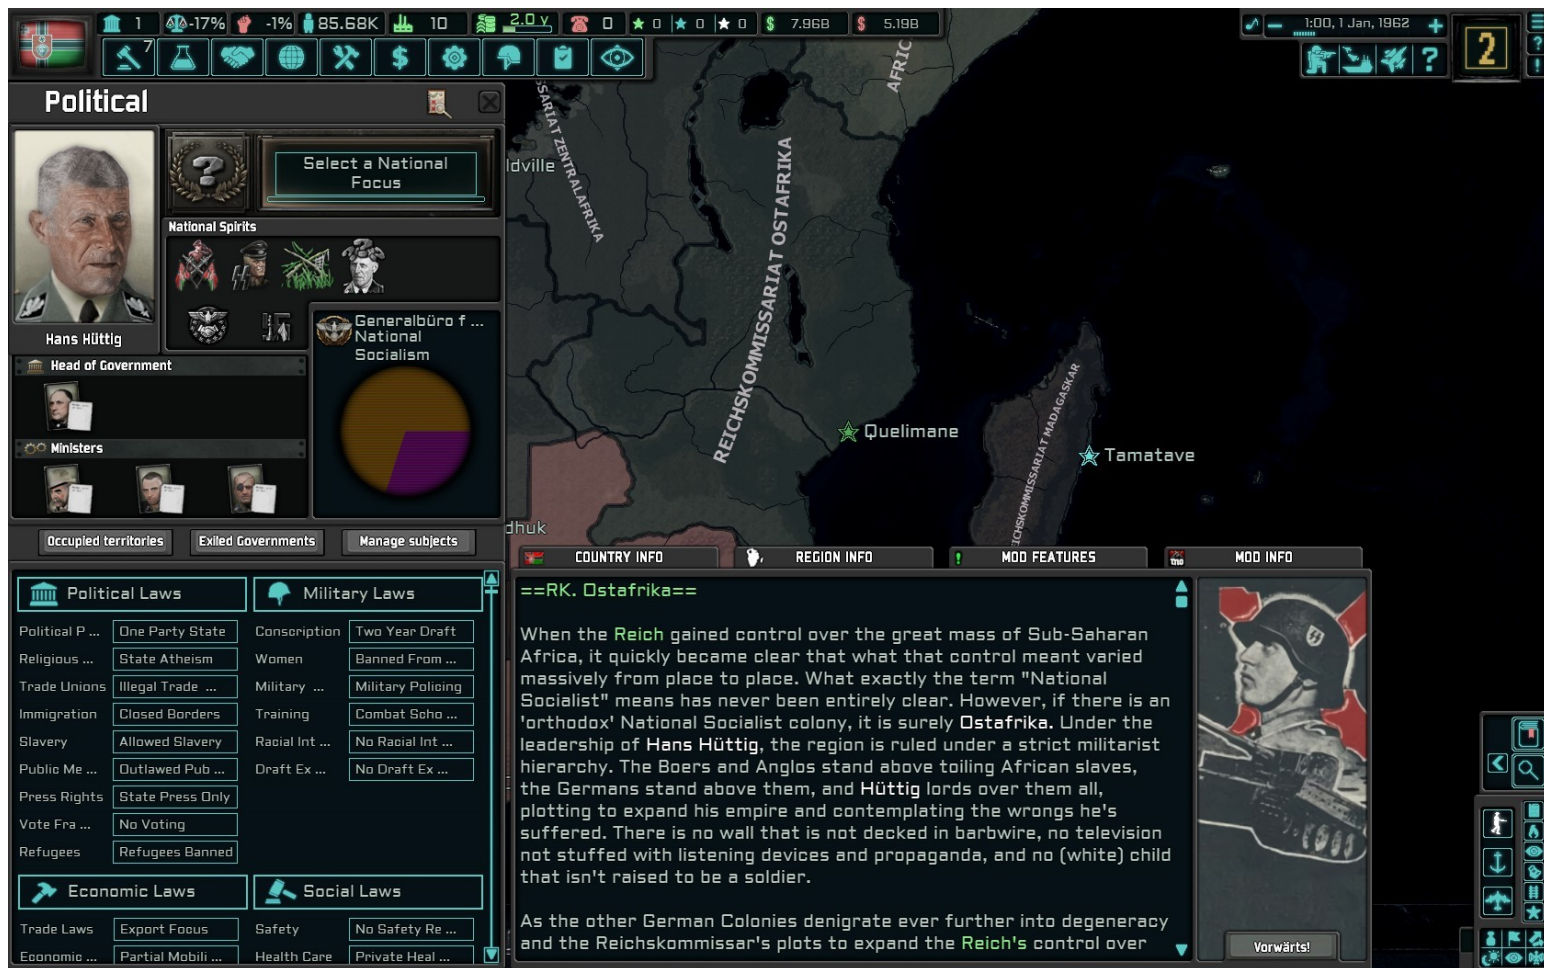 1 -17% -1% 85.68K 10 2.0 v 0 0 0 0 7.96B 5.19B
1:00, 1 Jan, 1962
7
2
Political
Select a National
Focus
National Spirits
Hans Hüttig
Generalbüro f ...
National
Socialism
Head of Government
Ministers
Occupied territories Exiled Governments Manage subjects
Political Laws Military Laws
Political P ... One Party State Conscription Two Year Draft
Religious ... State Atheism Women Banned From ...
Trade Unions Illegal Trade ... Military ... Military Policing
Immigration Closed Borders Training Combat Scho ...
Slavery Allowed Slavery Racial Int ... No Racial Int ...
Public Me ... Outlawed Pub ... Draft Ex ... No Draft Ex ...
Press Rights State Press Only
Vote Fra ... No Voting
Refugees Refugees Banned
Economic Laws Social Laws
Trade Laws Export Focus Safety No Safety Re ...
Economic ... Partial Mobili ... Health Care Private Heal ...
SSARIAT ZENTRALAFRIKA
ldville
AFRIC
REICHSKOMMISSARIAT OSTAFRIKA
Quelimane
ICHSKOMMISSARIAT MADAGASKAR
Tamatave
dhuk
COUNTRY INFO REGION INFO MOD FEATURES MOD INFO
tno
==RK. Ostafrika==
When the Reich gained control over the great mass of Sub-Saharan
Africa, it quickly became clear that what that control meant varied
massively from place to place. What exactly the term "National
Socialist" means has never been entirely clear. However, if there is an
'orthodox' National Socialist colony, it is surely Ostafrika. Under the
leadership of Hans Hüttig, the region is ruled under a strict militarist
hierarchy. The Boers and Anglos stand above toiling African slaves,
the Germans stand above them, and Hüttig lords over them all,
plotting to expand his empire and contemplating the wrongs he's
suffered. There is no wall that is not decked in barbwire, no television
not stuffed with listening devices and propaganda, and no (white) child
that isn't raised to be a soldier.
As the other German Colonies denigrate ever further into degeneracy
and the Reichskommissar's plots to expand the Reich's control over
Vorwärts!